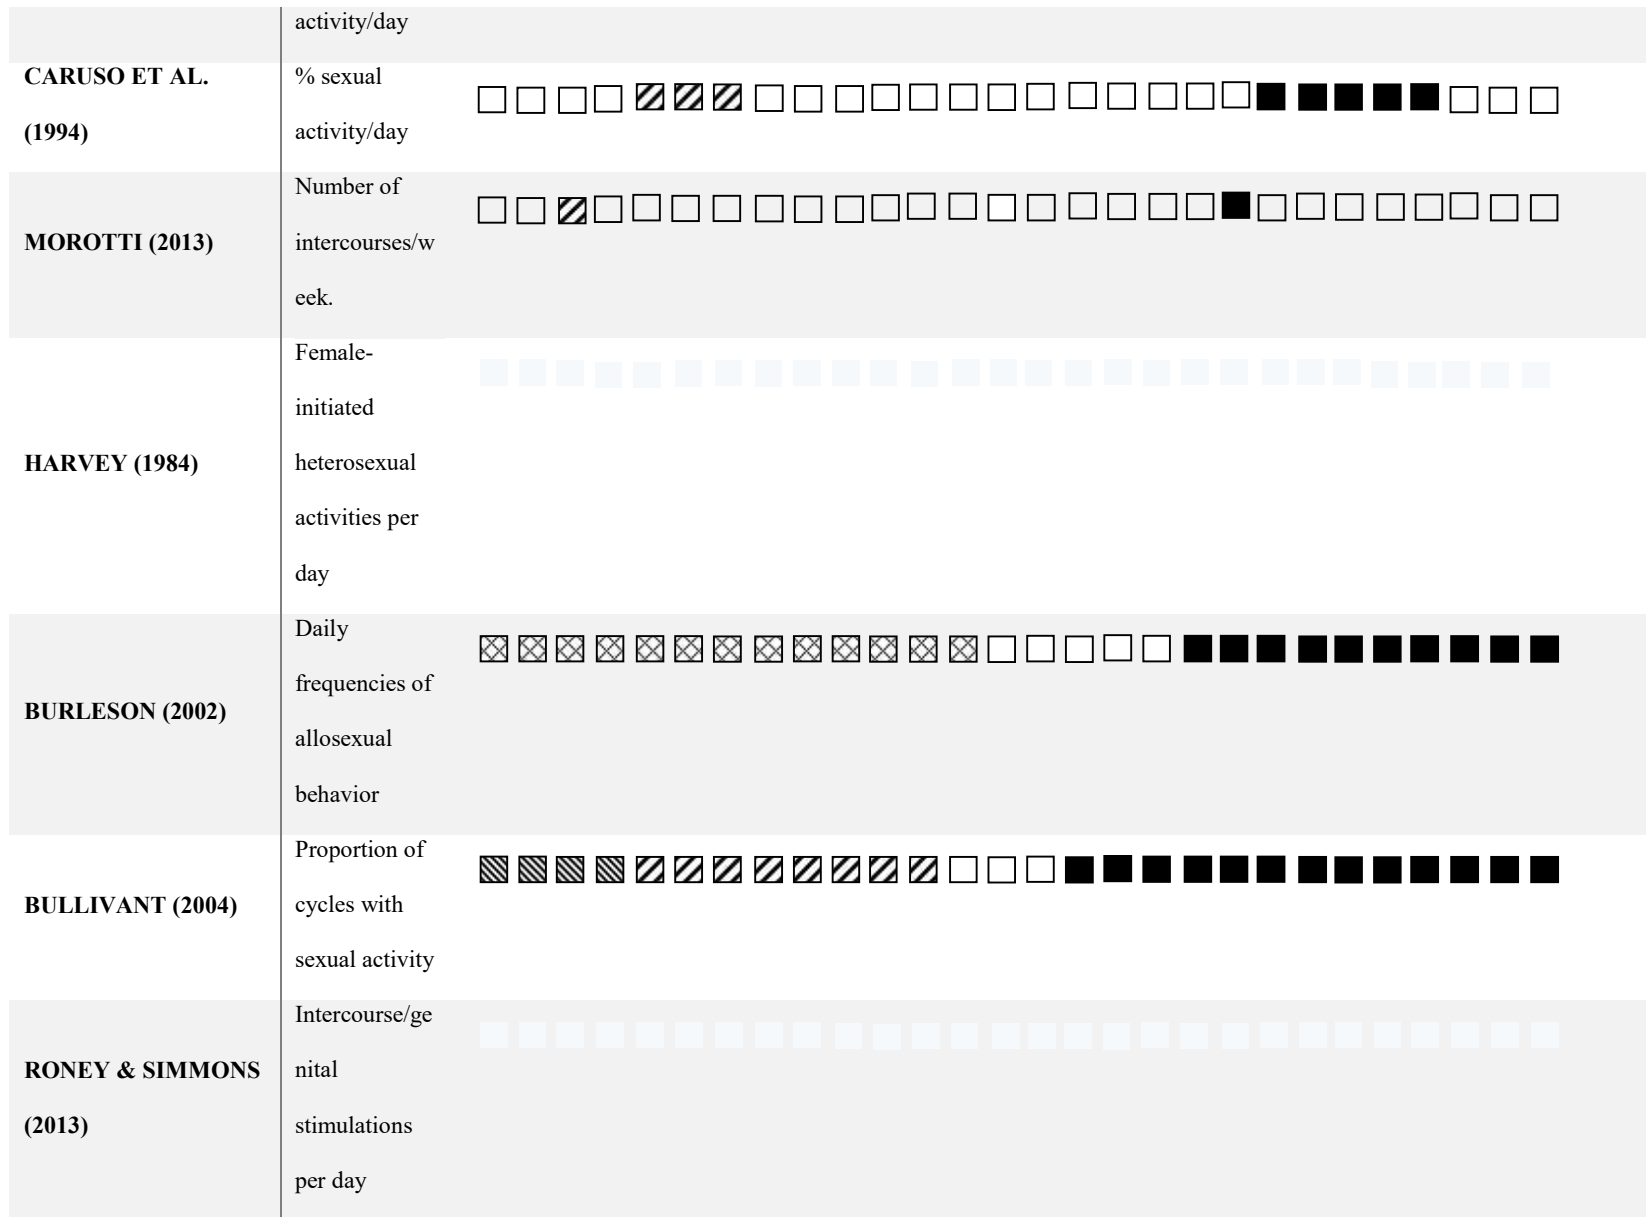 activity/day
CARUSO ET AL.
(1994)
% sexual
activity/day
MOROTTI (2013)
Number of
intercourses/w
eek.
HARVEY (1984)
Female-
initiated
heterosexual
activities per
day
BURLESON (2002)
Daily
frequencies of
allosexual
behavior
BULLIVANT (2004)
Proportion of
cycles with
sexual activity
RONEY & SIMMONS
(2013)
Intercourse/ge
nital
stimulations
per day